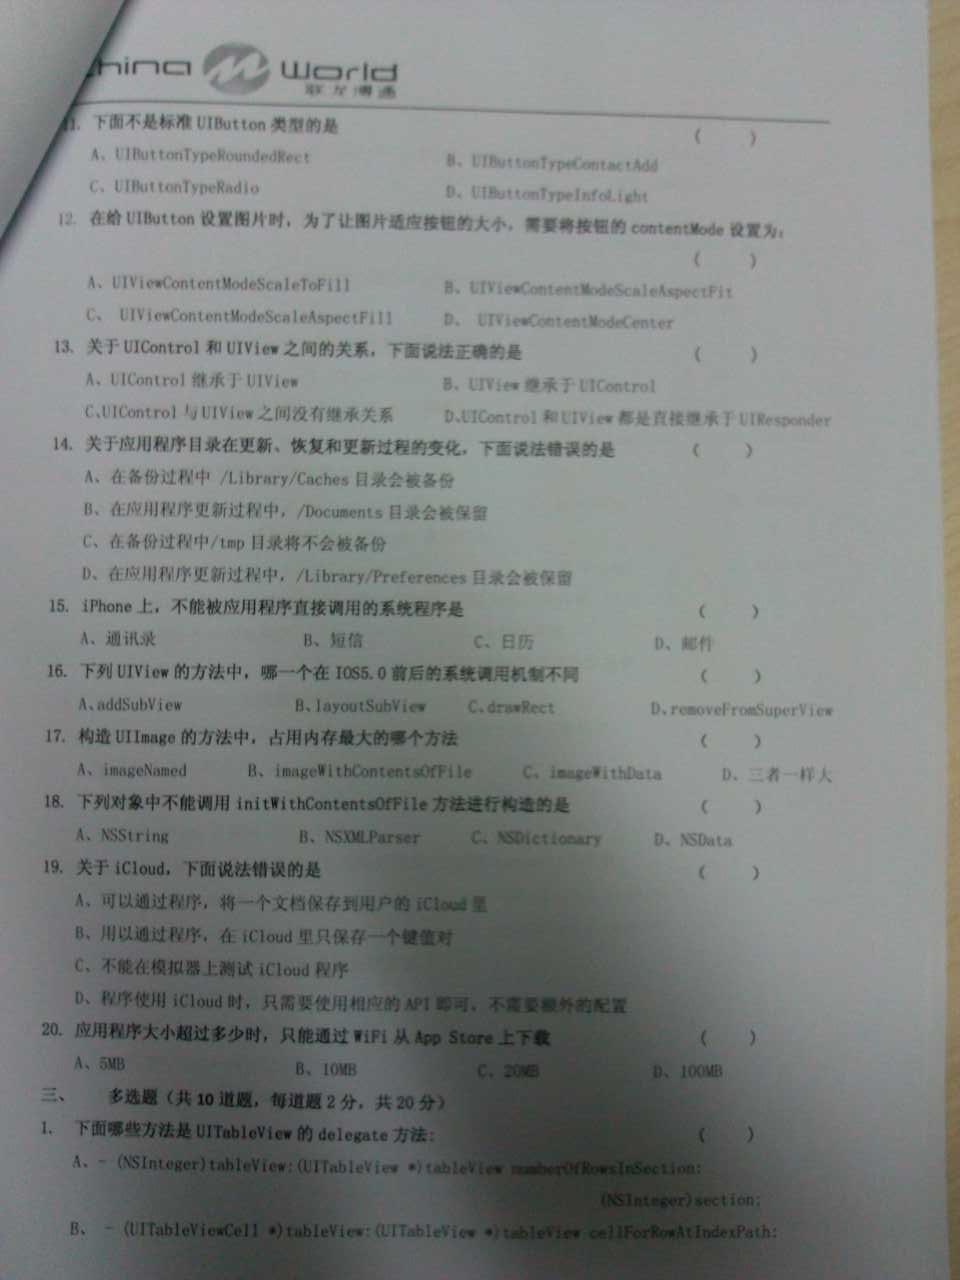 China World
联龙博通
11. 下面不是标准 UIButton 类型的是 ( )
A、UIButtonTypeRoundedRect B、UIButtonTypeContactAdd
C、UIButtonTypeRadio D、UIButtonTypeInfoLight
12. 在给 UIButton 设置图片时，为了让图片适应按钮的大小，需要将按钮的 contentMode 设置为：
( )
A、UIViewContentModeScaleToFill B、UIViewContentModeScaleAspectFit
C、 UIViewContentModeScaleAspectFill D、 UIViewContentModeCenter
13. 关于 UIControl 和 UIView 之间的关系，下面说法正确的是 ( )
A、UIControl 继承于 UIView B、UIView 继承于 UIControl
C、UIControl 与 UIView 之间没有继承关系 D、UIControl 和 UIView 都是直接继承于 UIResponder
14. 关于应用程序目录在更新、恢复和更新过程的变化，下面说法错误的是 ( )
A、在备份过程中 /Library/Caches 目录会被备份
B、在应用程序更新过程中，/Documents 目录会被保留
C、在备份过程中/tmp 目录将不会被备份
D、在应用程序更新过程中，/Library/Preferences 目录会被保留
15. iPhone 上，不能被应用程序直接调用的系统程序是 ( )
A、通讯录 B、短信 C、日历 D、邮件
16. 下列 UIView 的方法中，哪一个在 IOS5.0 前后的系统调用机制不同 ( )
A、addSubView B、layoutSubView C、drawRect D、removeFromSuperView
17. 构造 UIImage 的方法中，占用内存最大的哪个方法 ( )
A、imageNamed B、imageWithContentsOfFile C、imageWithData D、三者一样大
18. 下列对象中不能调用 initWithContentsOfFile 方法进行构造的是 ( )
A、NSString B、NSXMLParser C、NSDictionary D、NSData
19. 关于 iCloud，下面说法错误的是 ( )
A、可以通过程序，将一个文档保存到用户的 iCloud 里
B、用以通过程序，在 iCloud 里只保存一个键值对
C、不能在模拟器上测试 iCloud 程序
D、程序使用 iCloud 时，只需要使用相应的 API 即可，不需要额外的配置
20. 应用程序大小超过多少时，只能通过 WiFi 从 App Store 上下载 ( )
A、5MB B、10MB C、20MB D、100MB
三、 多选题（共 10 道题，每道题 2 分，共 20 分）
1. 下面哪些方法是 UITableView 的 delegate 方法: ( )
A、- (NSInteger)tableView:(UITableView *)tableView numberOfRowsInSection:
(NSInteger)section;
B、 - (UITableViewCell *)tableView:(UITableView *)tableView cellForRowAtIndexPath: